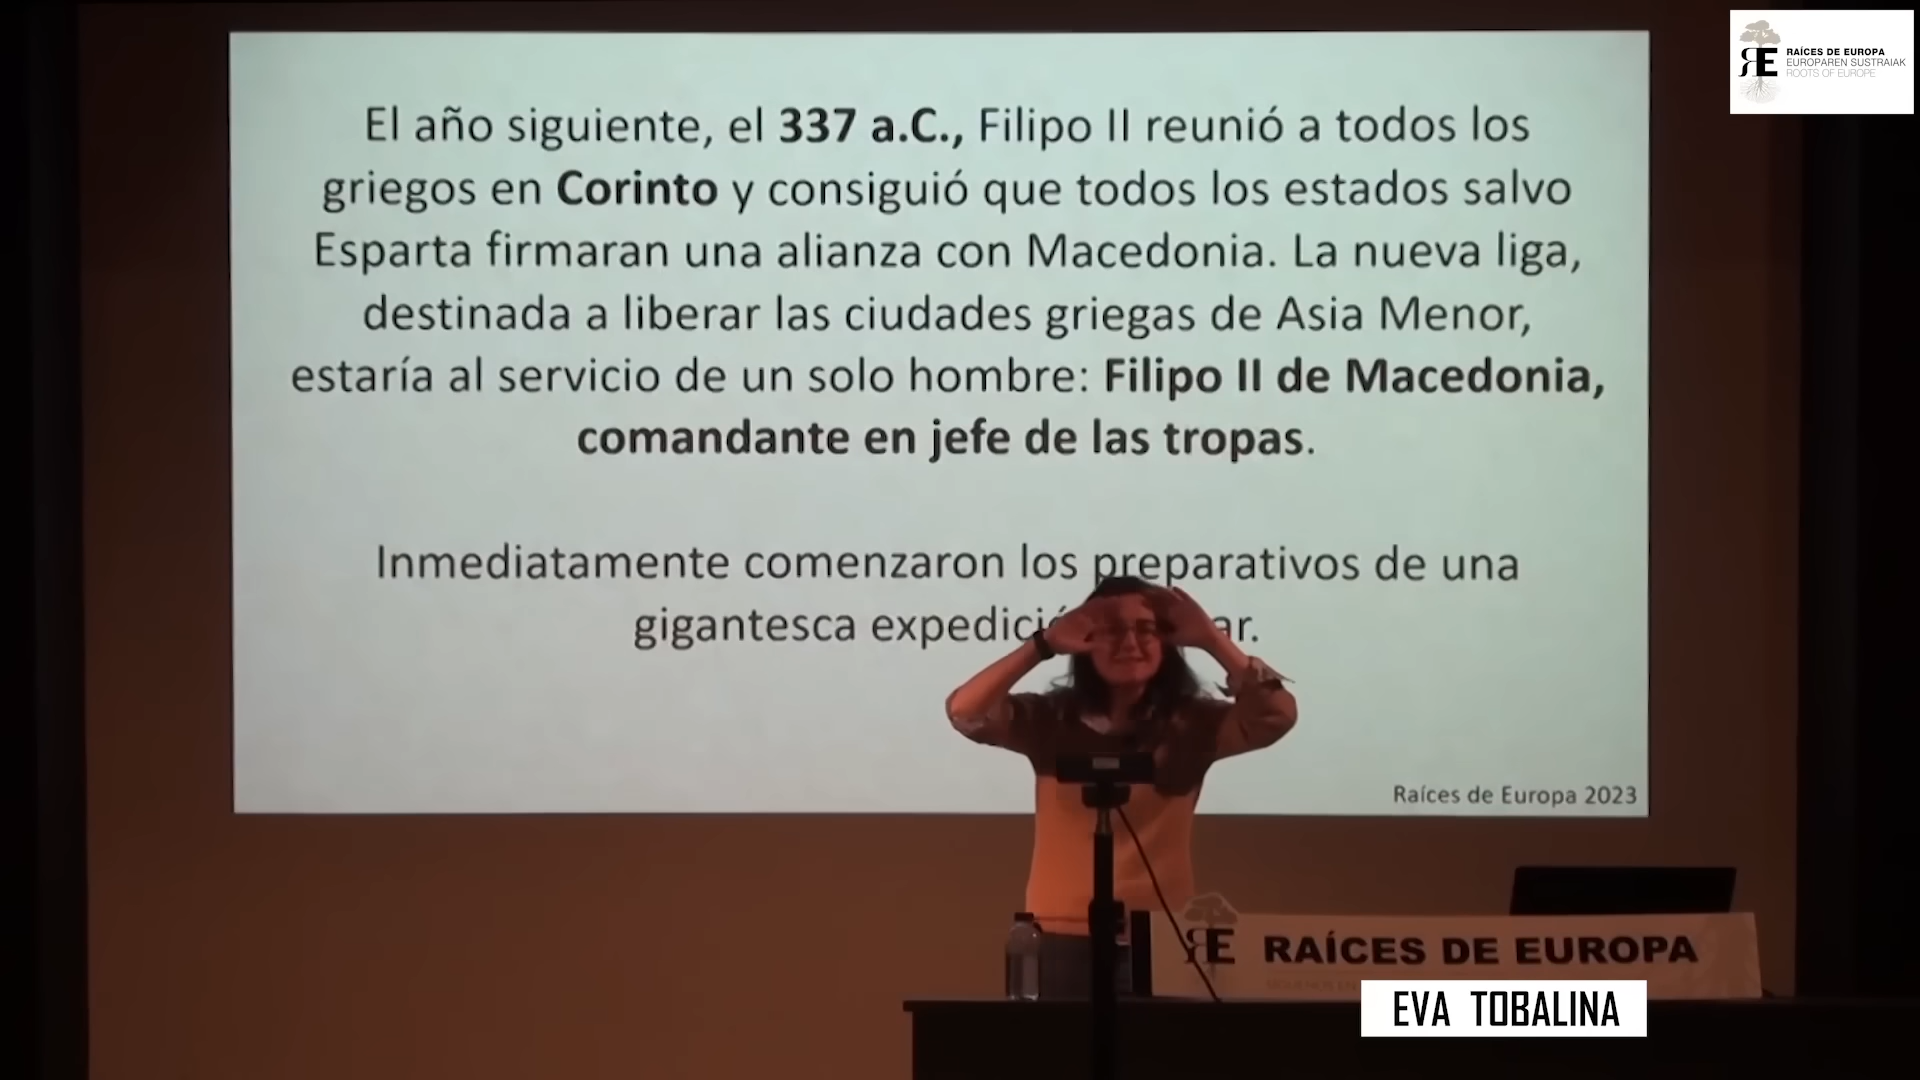 El año siguiente, el 337 a.C., Filipo II reunió a todos los
griegos en Corinto y consiguió que todos los estados salvo
Esparta firmaran una alianza con Macedonia. La nueva liga,
destinada a liberar las ciudades griegas de Asia Menor,
estaría al servicio de un solo hombre: Filipo II de Macedonia,
comandante en jefe de las tropas.
Inmediatamente comenzaron los preparativos de una
gigantesca
Raíces de Europa 2023
RE
RAÍCES DE EUROPA
EUROPAREN SUSTRAIAK
ROOTS OF EUROPE
RE RAÍCES DE EUROPA
EVA TOBALINA